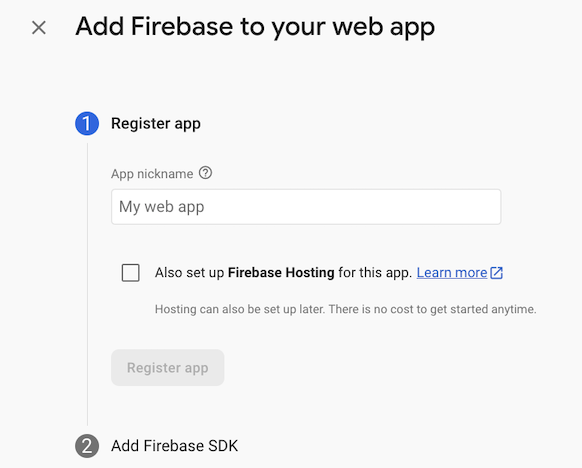 Add Firebase to your web app
1 Register app
App nickname
My web app
Also set up Firebase Hosting for this app. Learn more
Hosting can also be set up later. There is no cost to get started anytime.
Register app
2 Add Firebase SDK